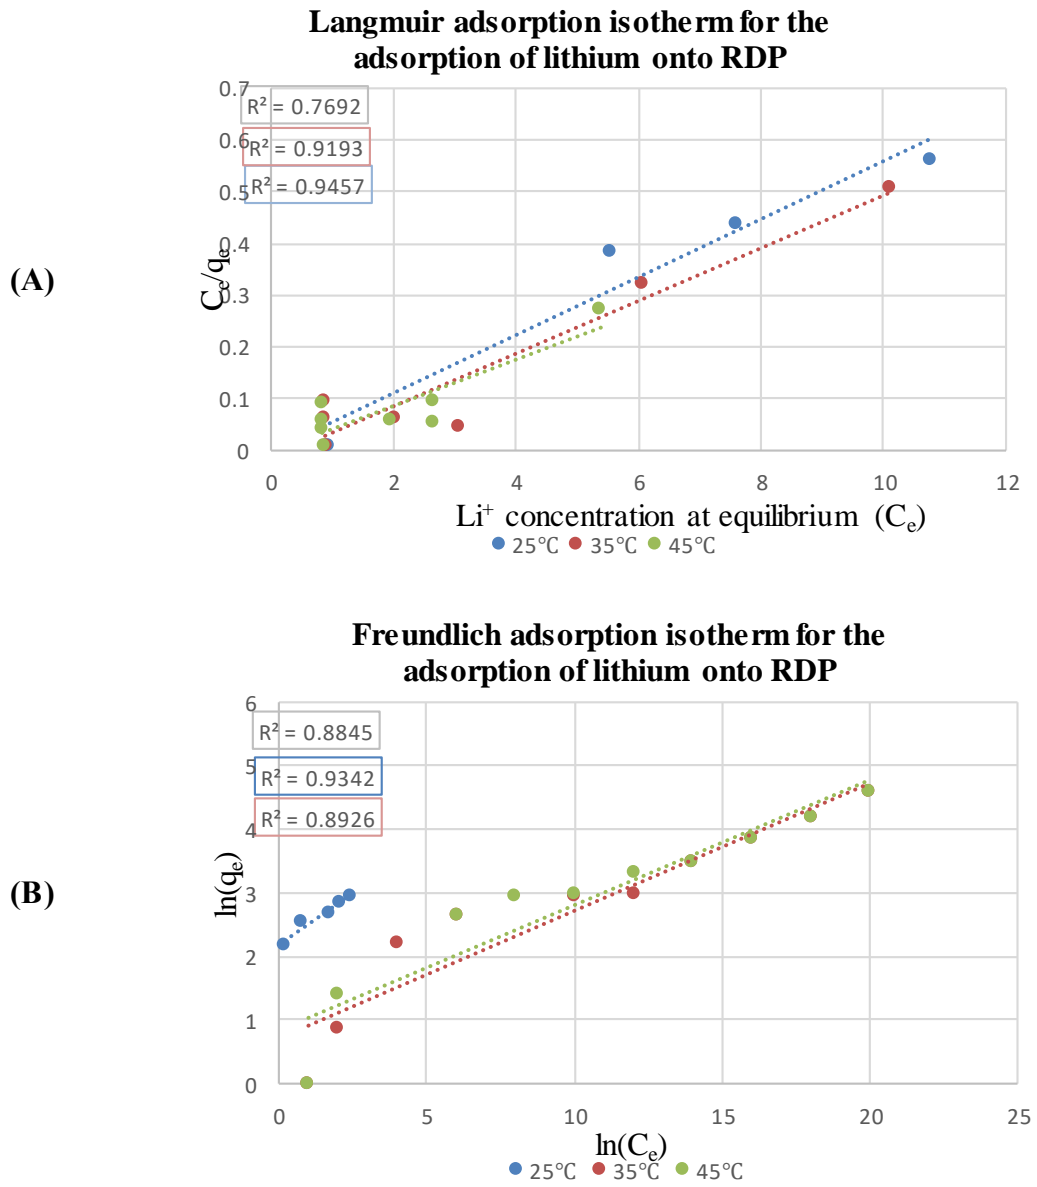 Langmuir adsorption isotherm for the
adsorption of lithium onto RDP
0.7
R² = 0.7692
0.6
R² = 0.9193
0.5
R² = 0.9457
0.4
(A)
Cₑ/qₑ
0.3
0.2
0.1
0
0 2 4 6 8 10 12
Li⁺ concentration at equilibrium (Cₑ)
25℃ 35℃ 45℃
Freundlich adsorption isotherm for the
adsorption of lithium onto RDP
6
R² = 0.8845
5
R² = 0.9342
R² = 0.8926
4
(B)
ln(qₑ)
3
2
1
0
0 5 10 15 20 25
ln(Cₑ)
25℃ 35℃ 45℃